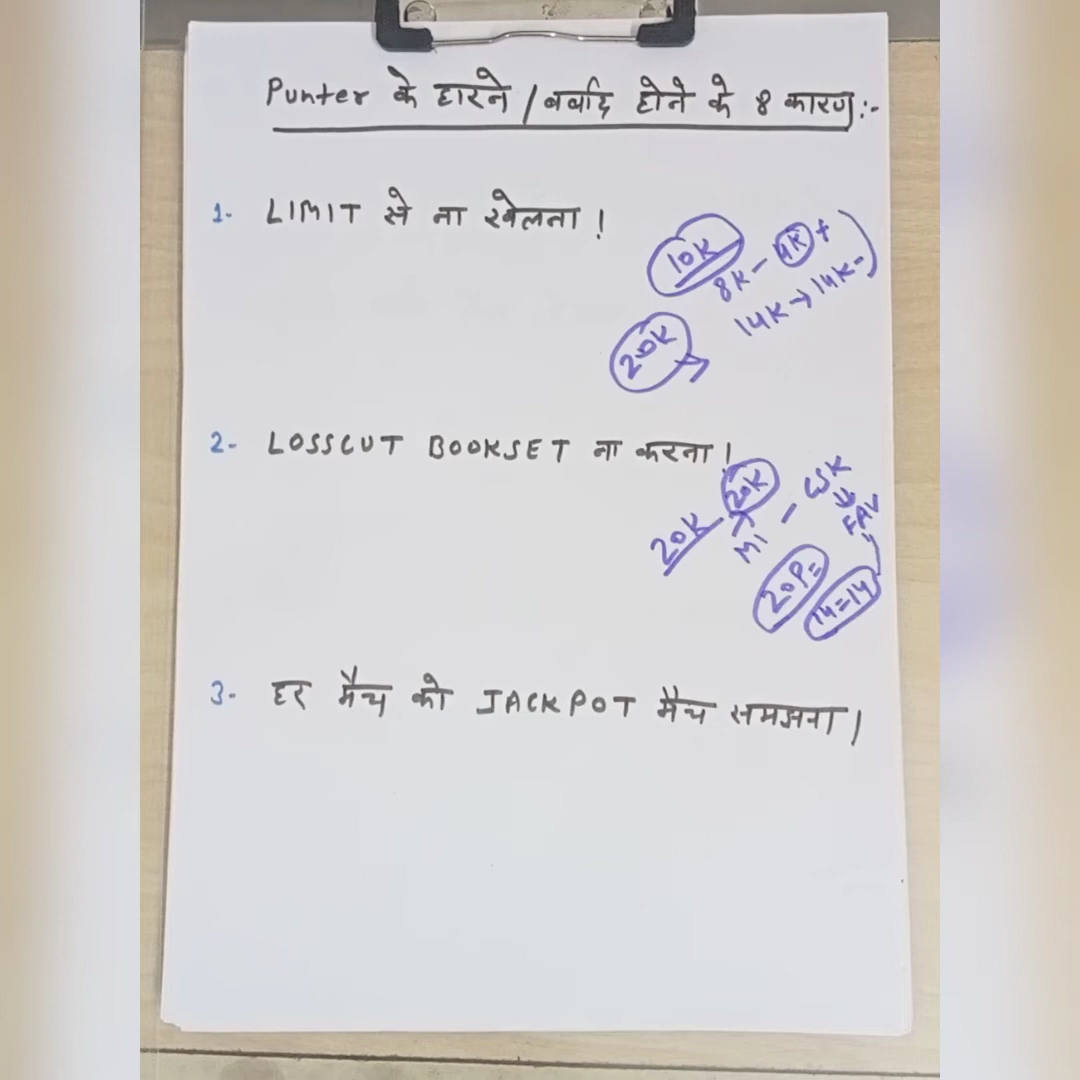 Punter के हारने / बर्बाद होने के 8 कारण :-
1- LIMIT से ना खेलना !
10K
8K - 4K +
14K → 14K -
20K →
2- LOSSCUT BOOKSET ना करना !
20K - 20K
MI - CSK
FAV
20P=
14=14
3- हर मैच को JACKPOT मैच समझना।